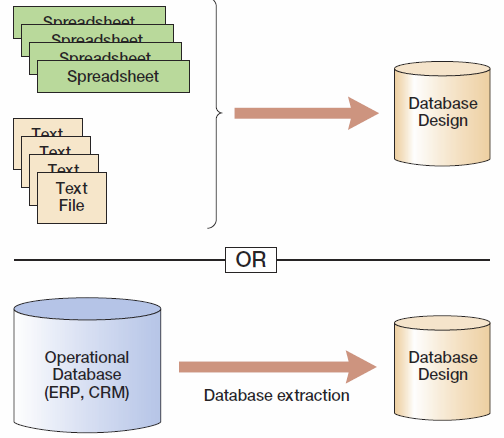 Spreadsheet
Spreadsheet
Spreadsheet
Spreadsheet
Text
Text
Text
Text
File
Database
Design
OR
Operational
Database
(ERP, CRM)
Database extraction
Database
Design